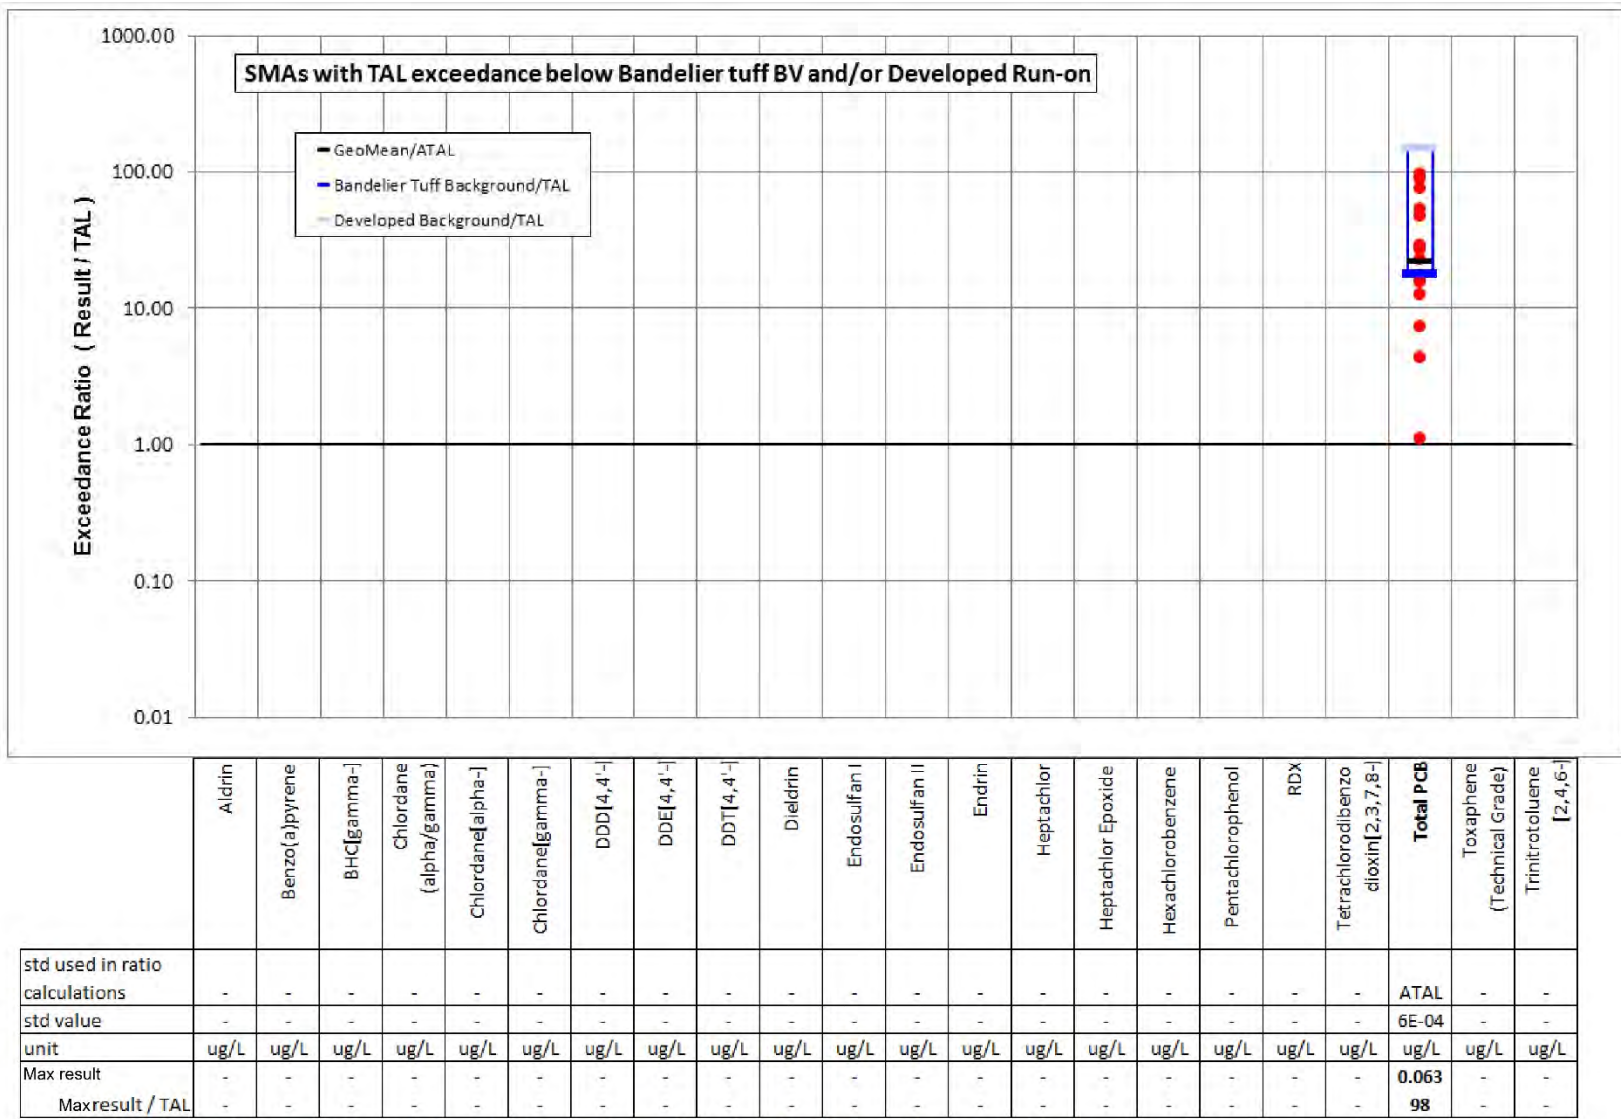 1000.00
SMAs with TAL exceedance below Bandelier tuff BV and/or Developed Run-on
GeoMean/ATAL
Bandelier Tuff Background/TAL
Developed Background/TAL
100.00
10.00
1.00
0.10
0.01
Exceedance Ratio ( Result / TAL )
Aldrin
Benzo(a)pyrene
BHC[gamma-]
Chlordane
(alpha/gamma)
Chlordane[alpha-]
Chlordane[gamma-]
DDD[4,4'-]
DDE[4,4'-]
DDT[4,4'-]
Dieldrin
Endosulfan I
Endosulfan II
Endrin
Heptachlor
Heptachlor Epoxide
Hexachlorobenzene
Pentachlorophenol
RDX
Tetrachlorodibenzo
dioxin[2,3,7,8-]
Total PCB
Toxaphene
(Technical Grade)
Trinitrotoluene
[2,4,6-]
std used in ratio
calculations - - - - - - - - - - - - - - - - - - - ATAL - -
std value - - - - - - - - - - - - - - - - - - - 6E-04 - -
unit ug/L ug/L ug/L ug/L ug/L ug/L ug/L ug/L ug/L ug/L ug/L ug/L ug/L ug/L ug/L ug/L ug/L ug/L ug/L ug/L ug/L ug/L
Max result - - - - - - - - - - - - - - - - - - - 0.063 - -
Maxresult / TAL - - - - - - - - - - - - - - - - - - - 98 - -